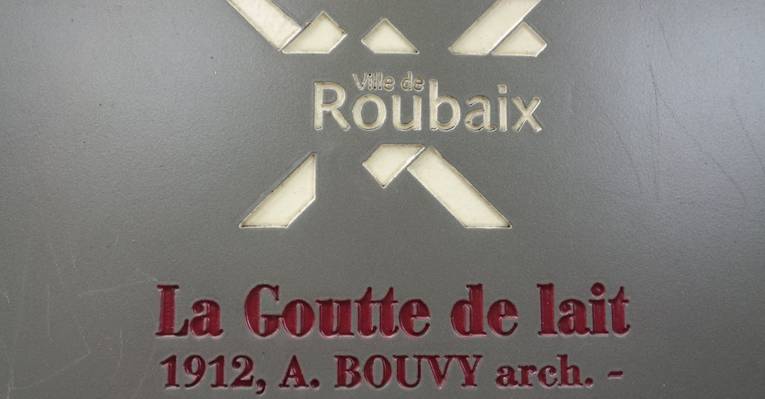 Ville de
Roubaix
La Goutte de lait
1912, A. BOUVY arch. -